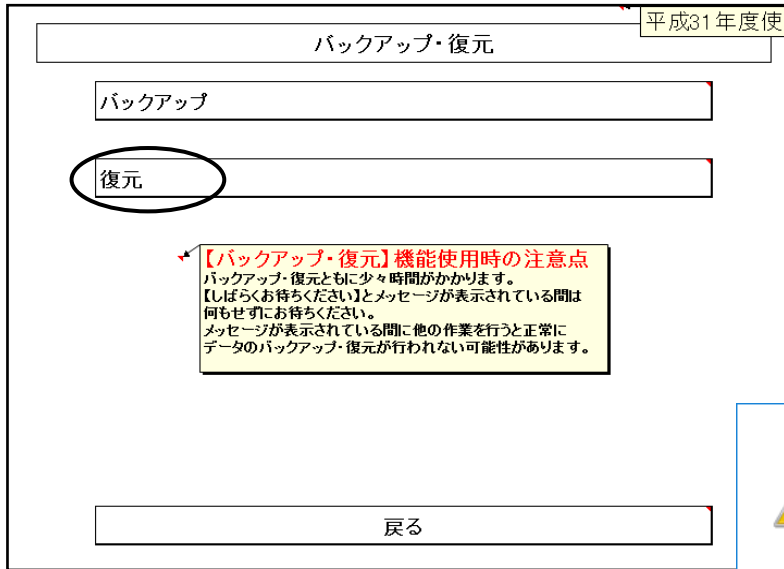 平成31年度使
バックアップ・復元
バックアップ
復元
【バックアップ・復元】機能使用時の注意点
バックアップ・復元ともに少々時間がかかります。
【しばらくお待ちください】とメッセージが表示されている間は
何もせずにお待ちください。
メッセージが表示されている間に他の作業を行うと正常に
データのバックアップ・復元が行われない可能性があります。
戻る